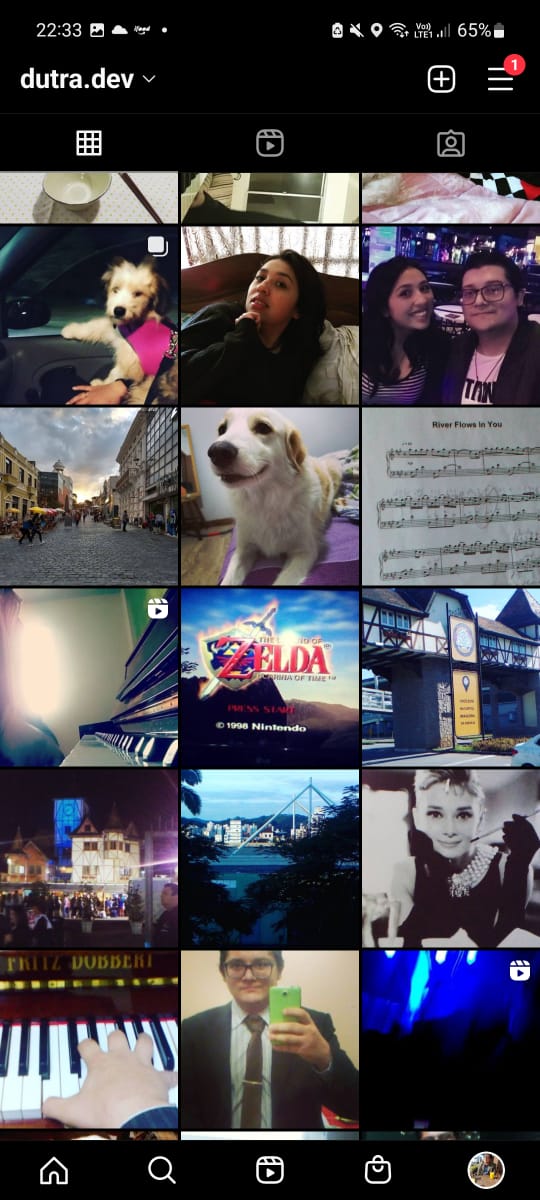 22:33
ifood
Vo))
LTE1
65%
dutra.dev
1
River Flows In You
THE LEGEND OF
ZELDA
OCARINA OF TIME
PRESS START
© 1998 Nintendo
FRITZ DOBBERT